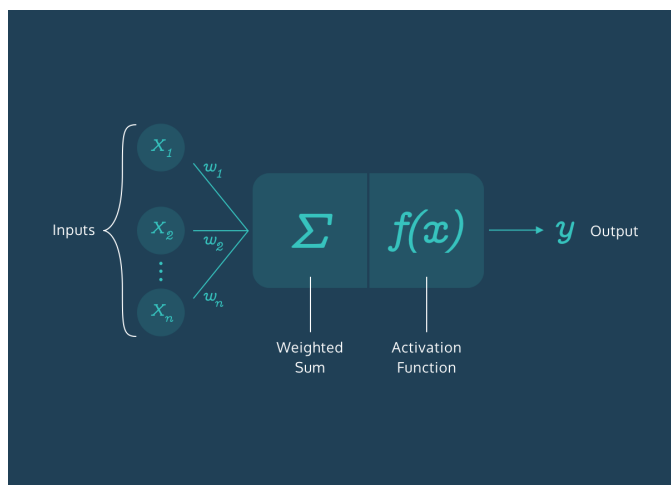 X1
w1
Inputs
X2
w2
Σ
f(x)
y
Output
Xn
wn
Weighted
Sum
Activation
Function